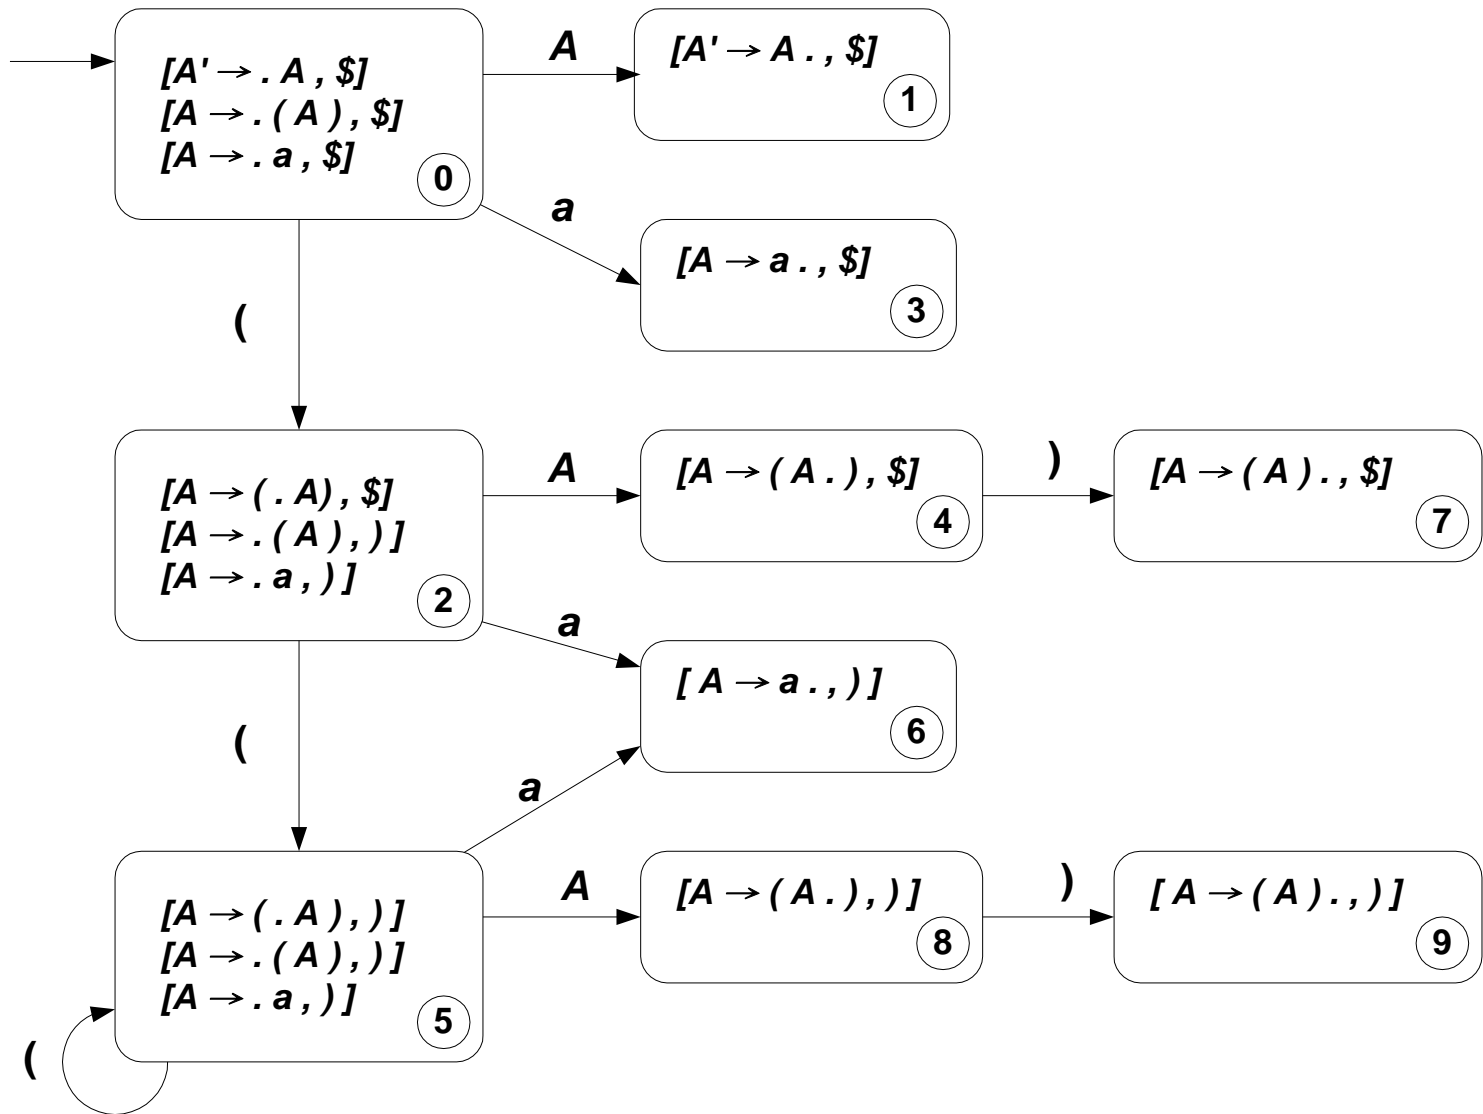 [A' → . A , $]
[A → . ( A ) , $]
[A → . a , $]
0
A
[A' → A . , $]
1
a
[A → a . , $]
3
(
[A → ( . A) , $]
[A → . ( A ) , ) ]
[A → . a , ) ]
2
A
[A → ( A . ) , $]
4
)
[A → ( A ) . , $]
7
a
[ A → a . , ) ]
6
(
a
[A → ( . A ) , ) ]
[A → . ( A ) , ) ]
[A → . a , ) ]
5
A
[A → ( A . ) , ) ]
8
)
[ A → ( A ) . , ) ]
9
(